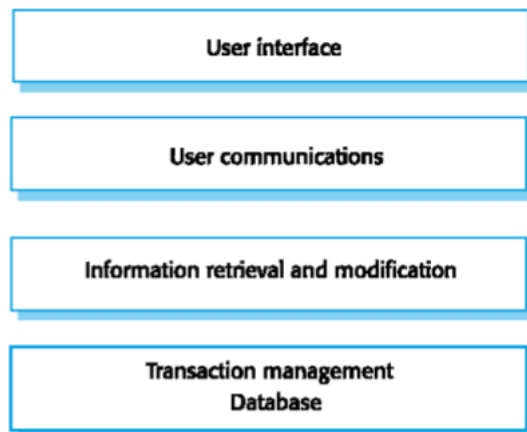 User interface
User communications
Information retrieval and modification
Transaction management
Database